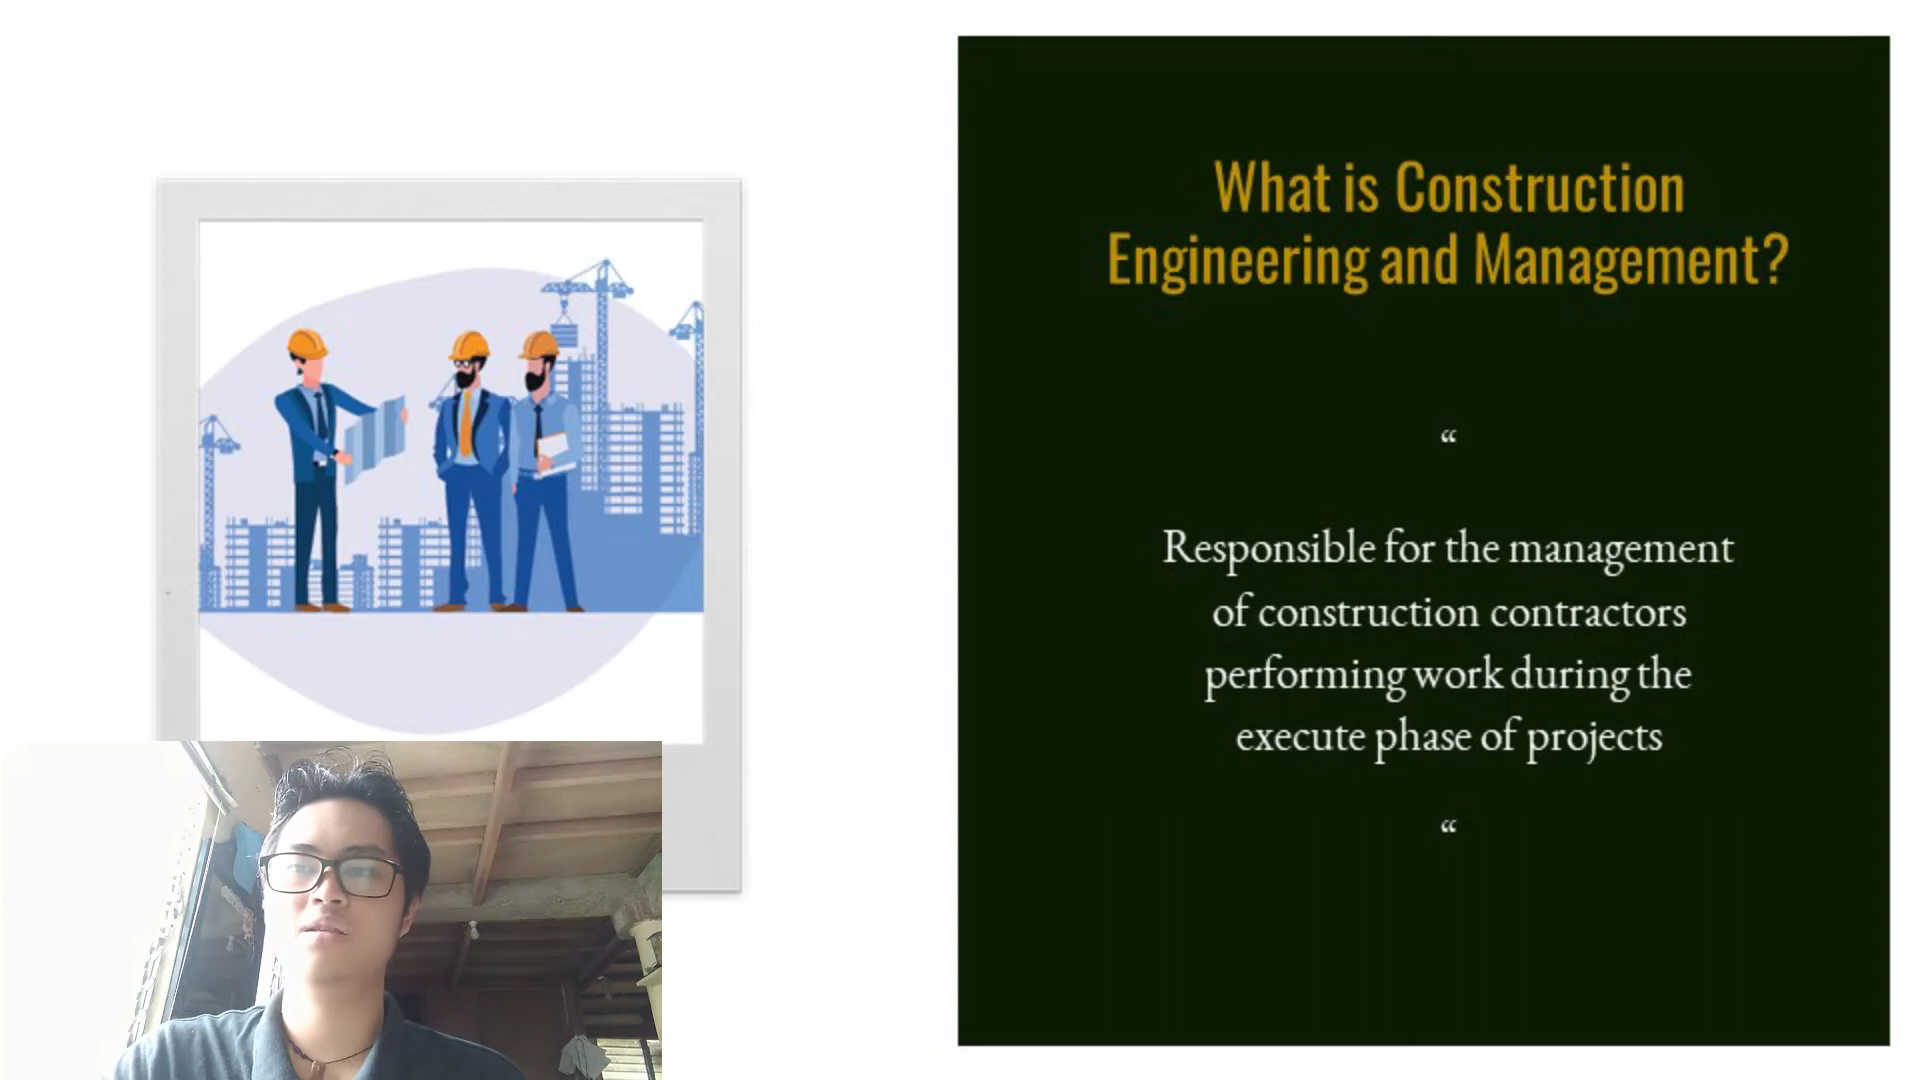 What is Construction
Engineering and Management?
“
Responsible for the management
of construction contractors
performing work during the
execute phase of projects
“